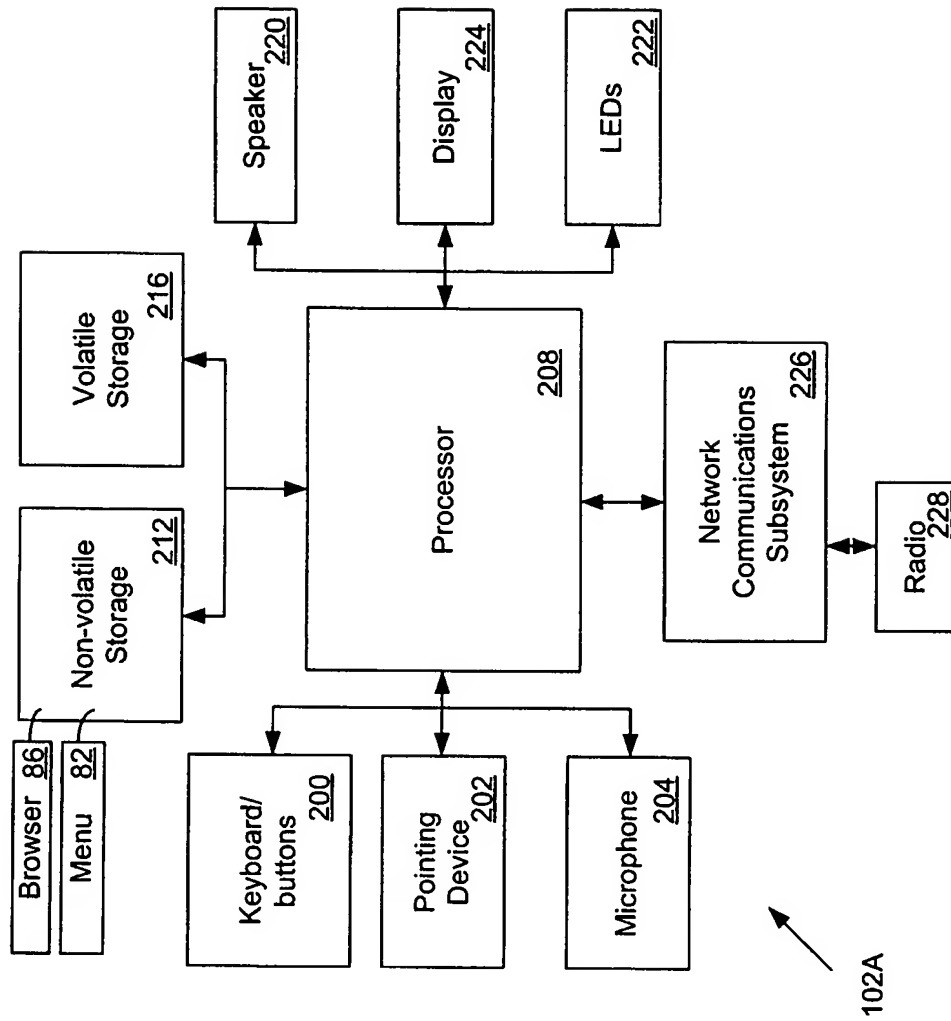 Browser 86
Menu 82
Non-volatile
Storage
212
Volatile
Storage
216
Keyboard/
buttons
200
Pointing
Device
202
Microphone
204
Processor
208
Speaker
220
Display
224
LEDs
222
Network
Communications
Subsystem
226
Radio
228
102A